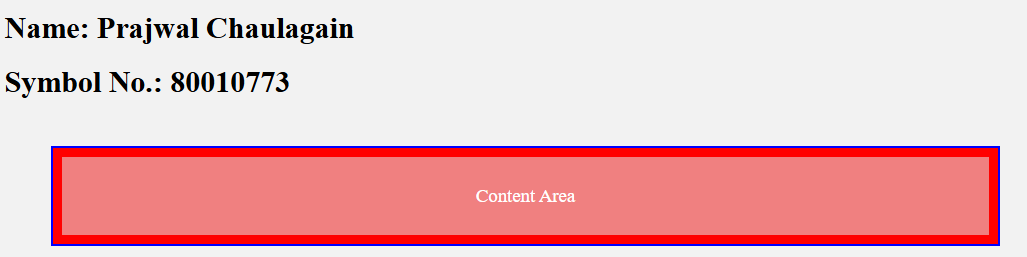 Name: Prajwal Chaulagain
Symbol No.: 80010773
Content Area